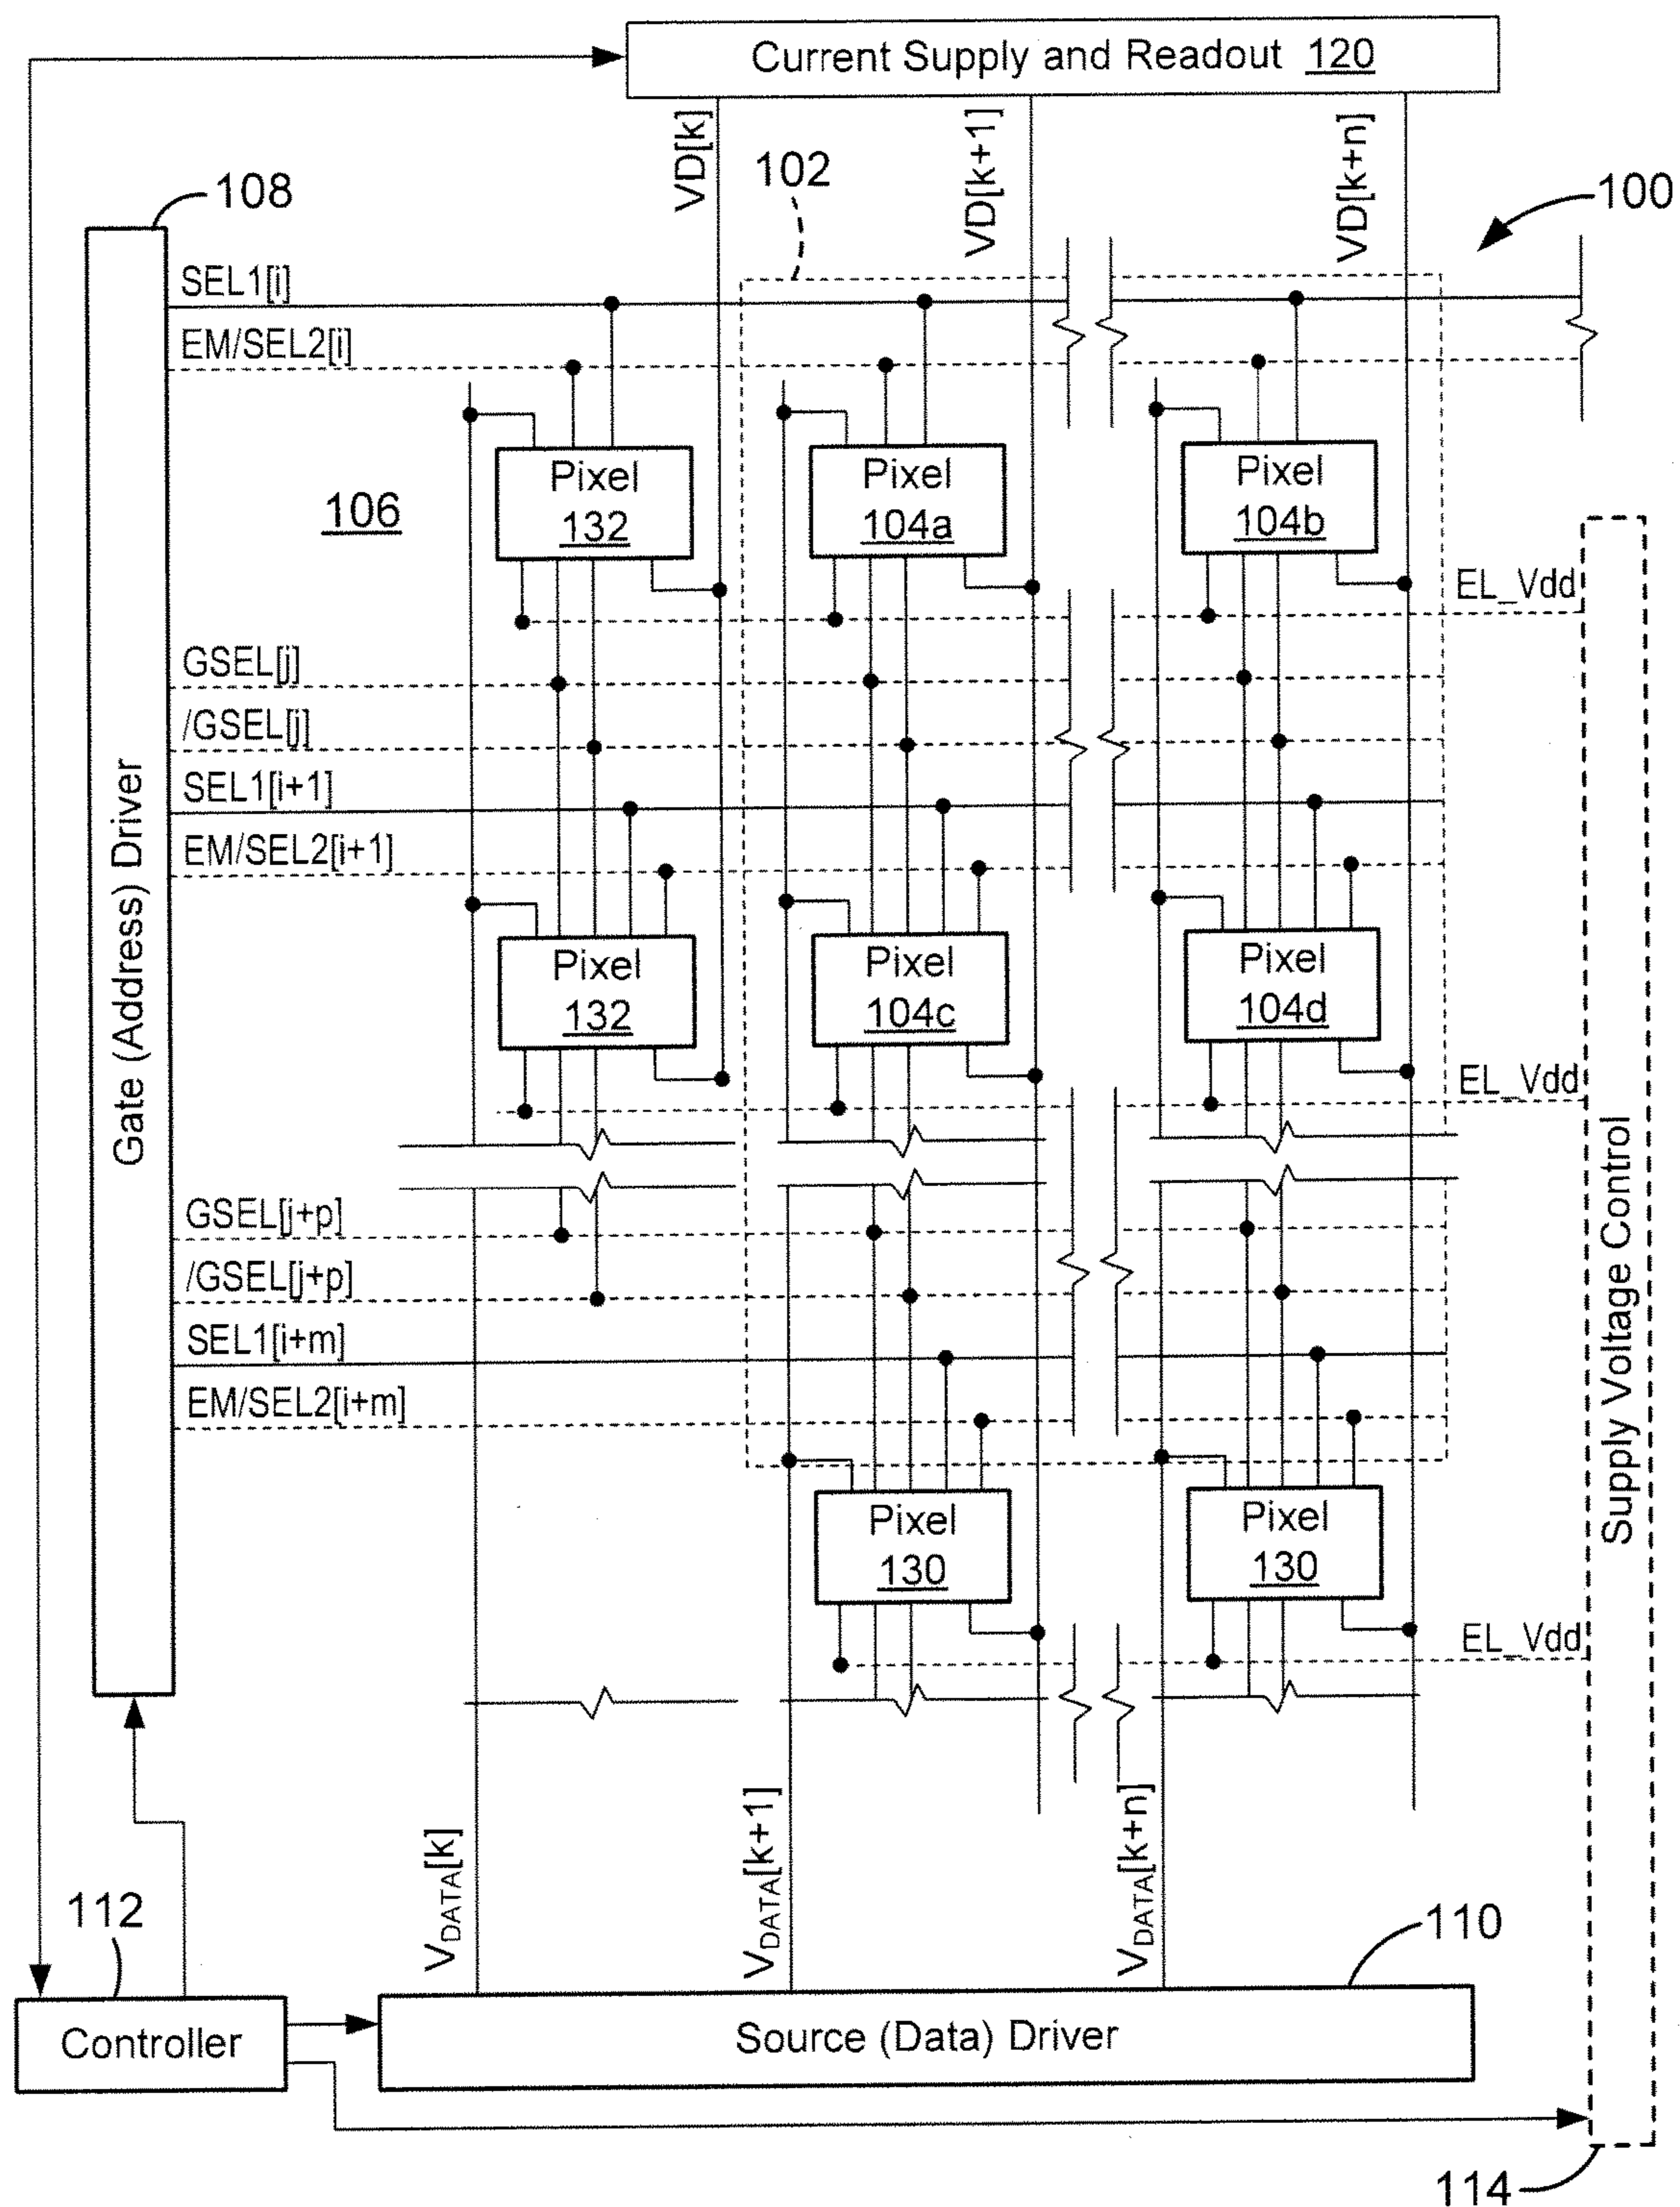 Current Supply and Readout 120
VD[k]
VD[k+1]
VD[k+n]
102
100
108
SEL1[i]
EM/SEL2[i]
Pixel
132
Pixel
104a
Pixel
104b
106
EL_Vdd
GSEL[j]
/GSEL[j]
SEL1[i+1]
EM/SEL2[i+1]
Gate (Address) Driver
Pixel
132
Pixel
104c
Pixel
104d
EL_Vdd
Supply Voltage Control
GSEL[j+p]
/GSEL[j+p]
SEL1[i+m]
EM/SEL2[i+m]
Pixel
130
Pixel
130
EL_Vdd
VDATA[k]
VDATA[k+1]
VDATA[k+n]
112
110
Controller
Source (Data) Driver
114